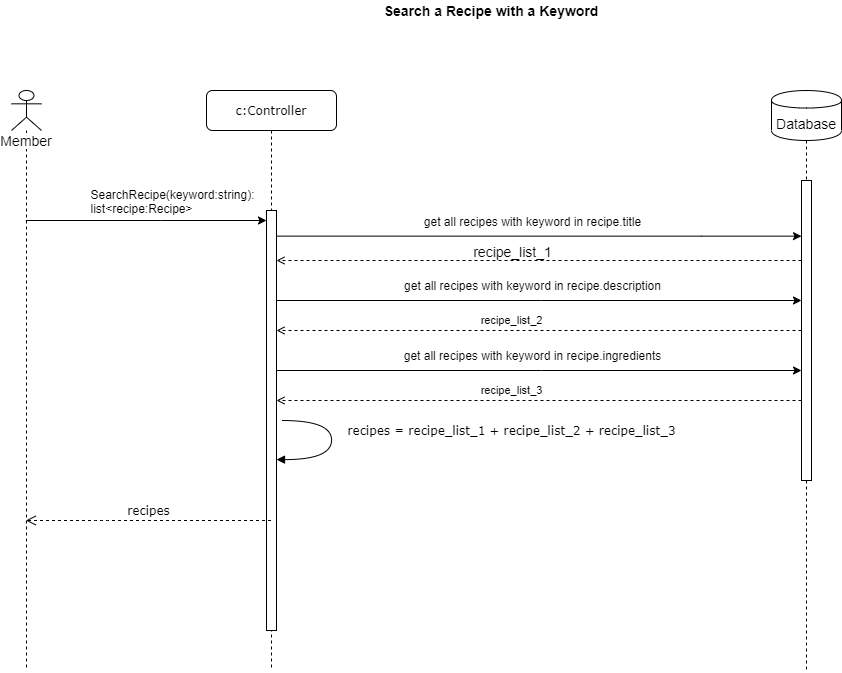 Search a Recipe with a Keyword
c:Controller
Database
Member
SearchRecipe(keyword:string):
list<recipe:Recipe>
get all recipes with keyword in recipe.title
recipe_list_1
get all recipes with keyword in recipe.description
recipe_list_2
get all recipes with keyword in recipe.ingredients
recipe_list_3
recipes = recipe_list_1 + recipe_list_2 + recipe_list_3
recipes